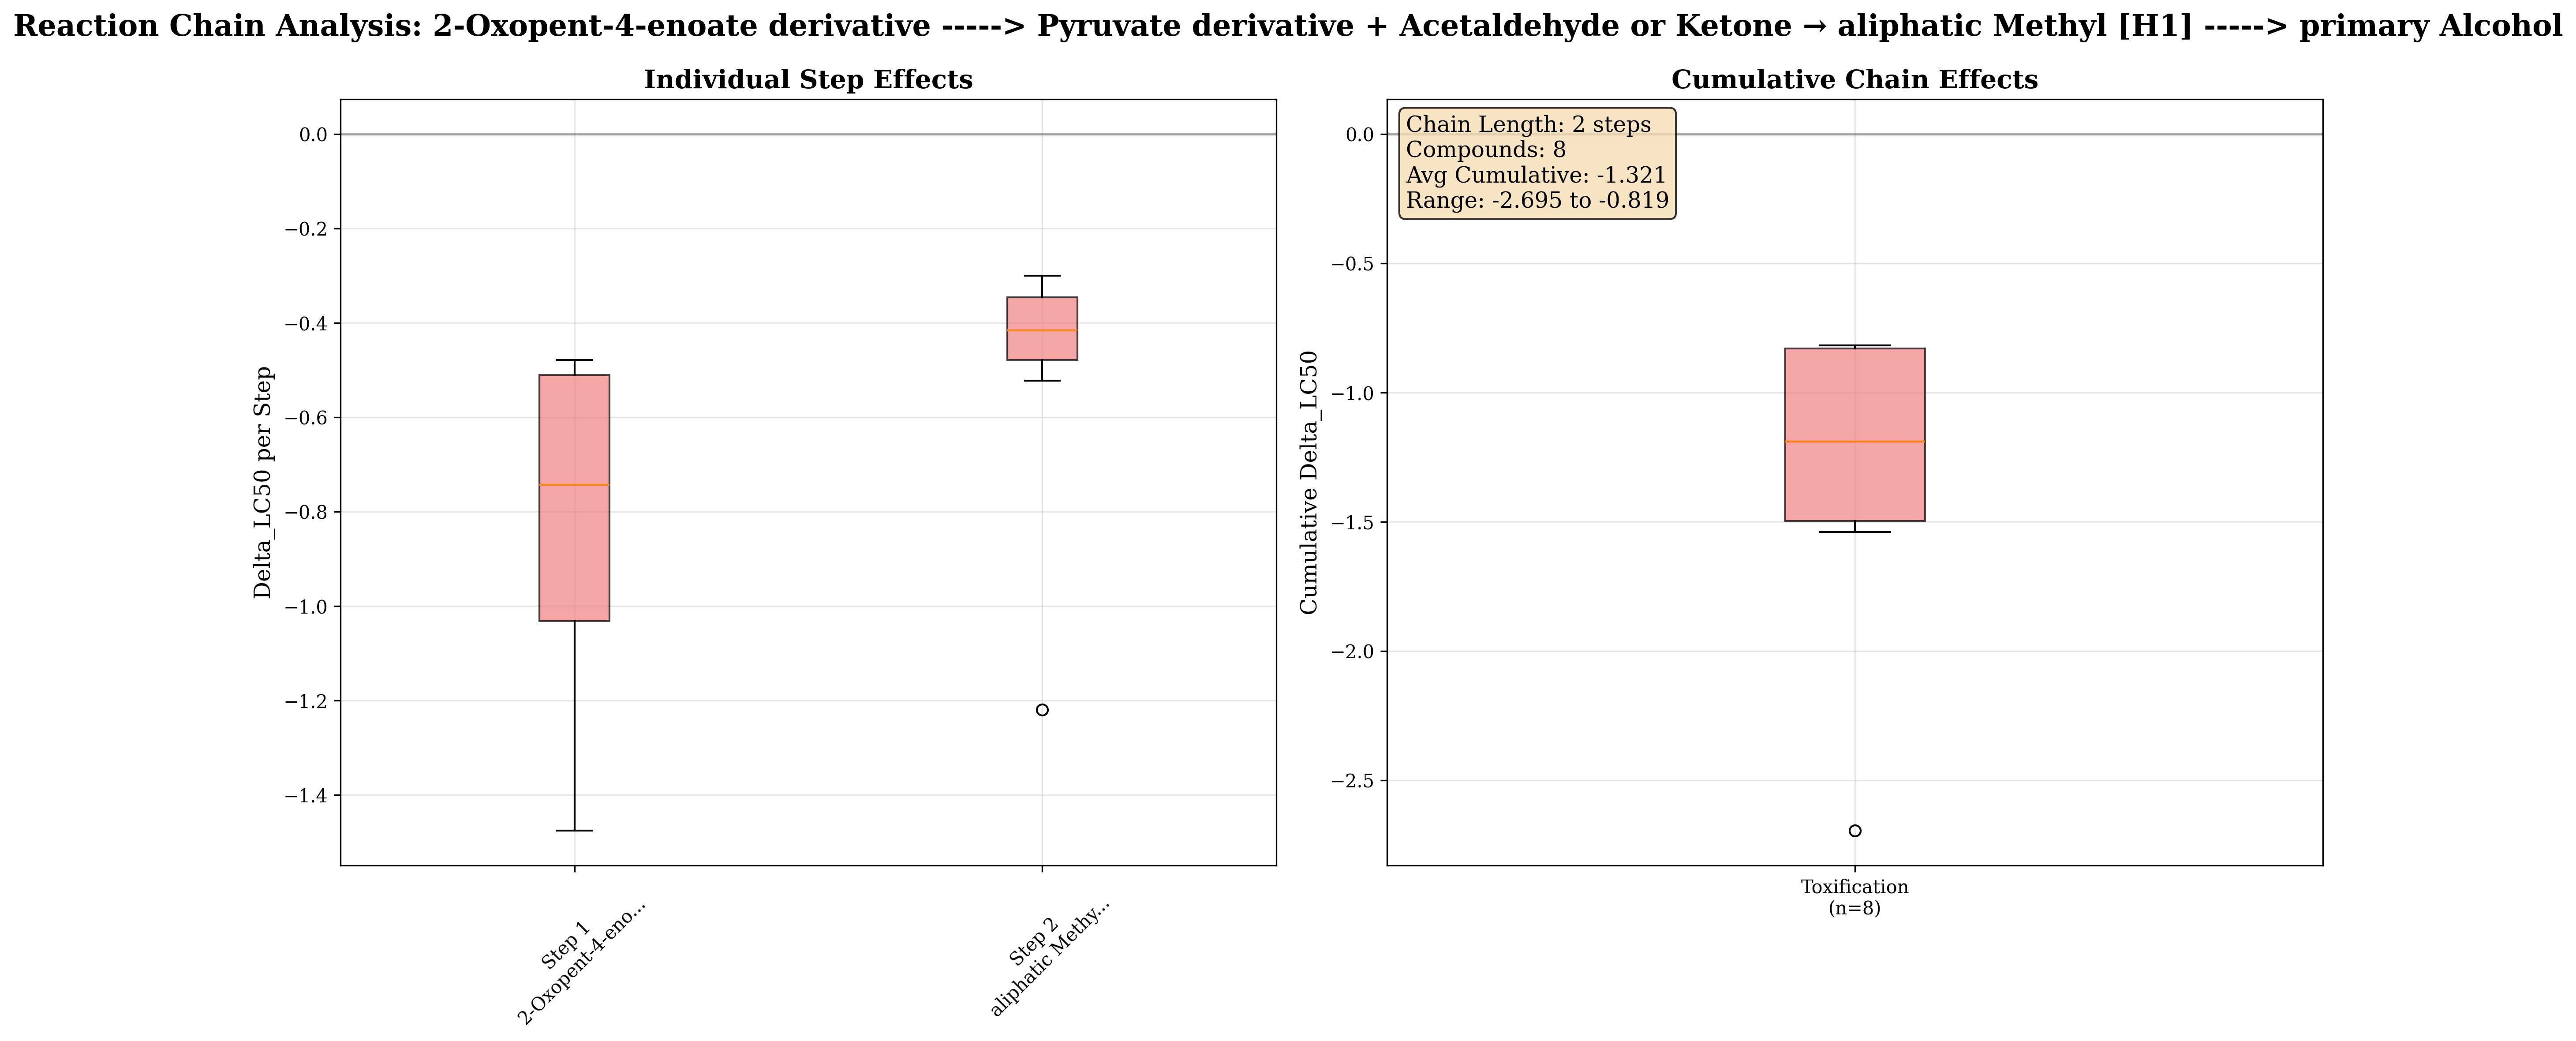 Reaction Chain Analysis: 2-Oxopent-4-enoate derivative -----> Pyruvate derivative + Acetaldehyde or Ketone → aliphatic Methyl [H1] -----> primary Alcohol
Individual Step Effects
Delta_LC50 per Step
0.0
−0.2
−0.4
−0.6
−0.8
−1.0
−1.2
−1.4
Step 1
2-Oxopent-4-eno...
Step 2
aliphatic Methy...
Cumulative Chain Effects
Cumulative Delta_LC50
0.0
−0.5
−1.0
−1.5
−2.0
−2.5
Chain Length: 2 steps
Compounds: 8
Avg Cumulative: -1.321
Range: -2.695 to -0.819
Toxification
(n=8)